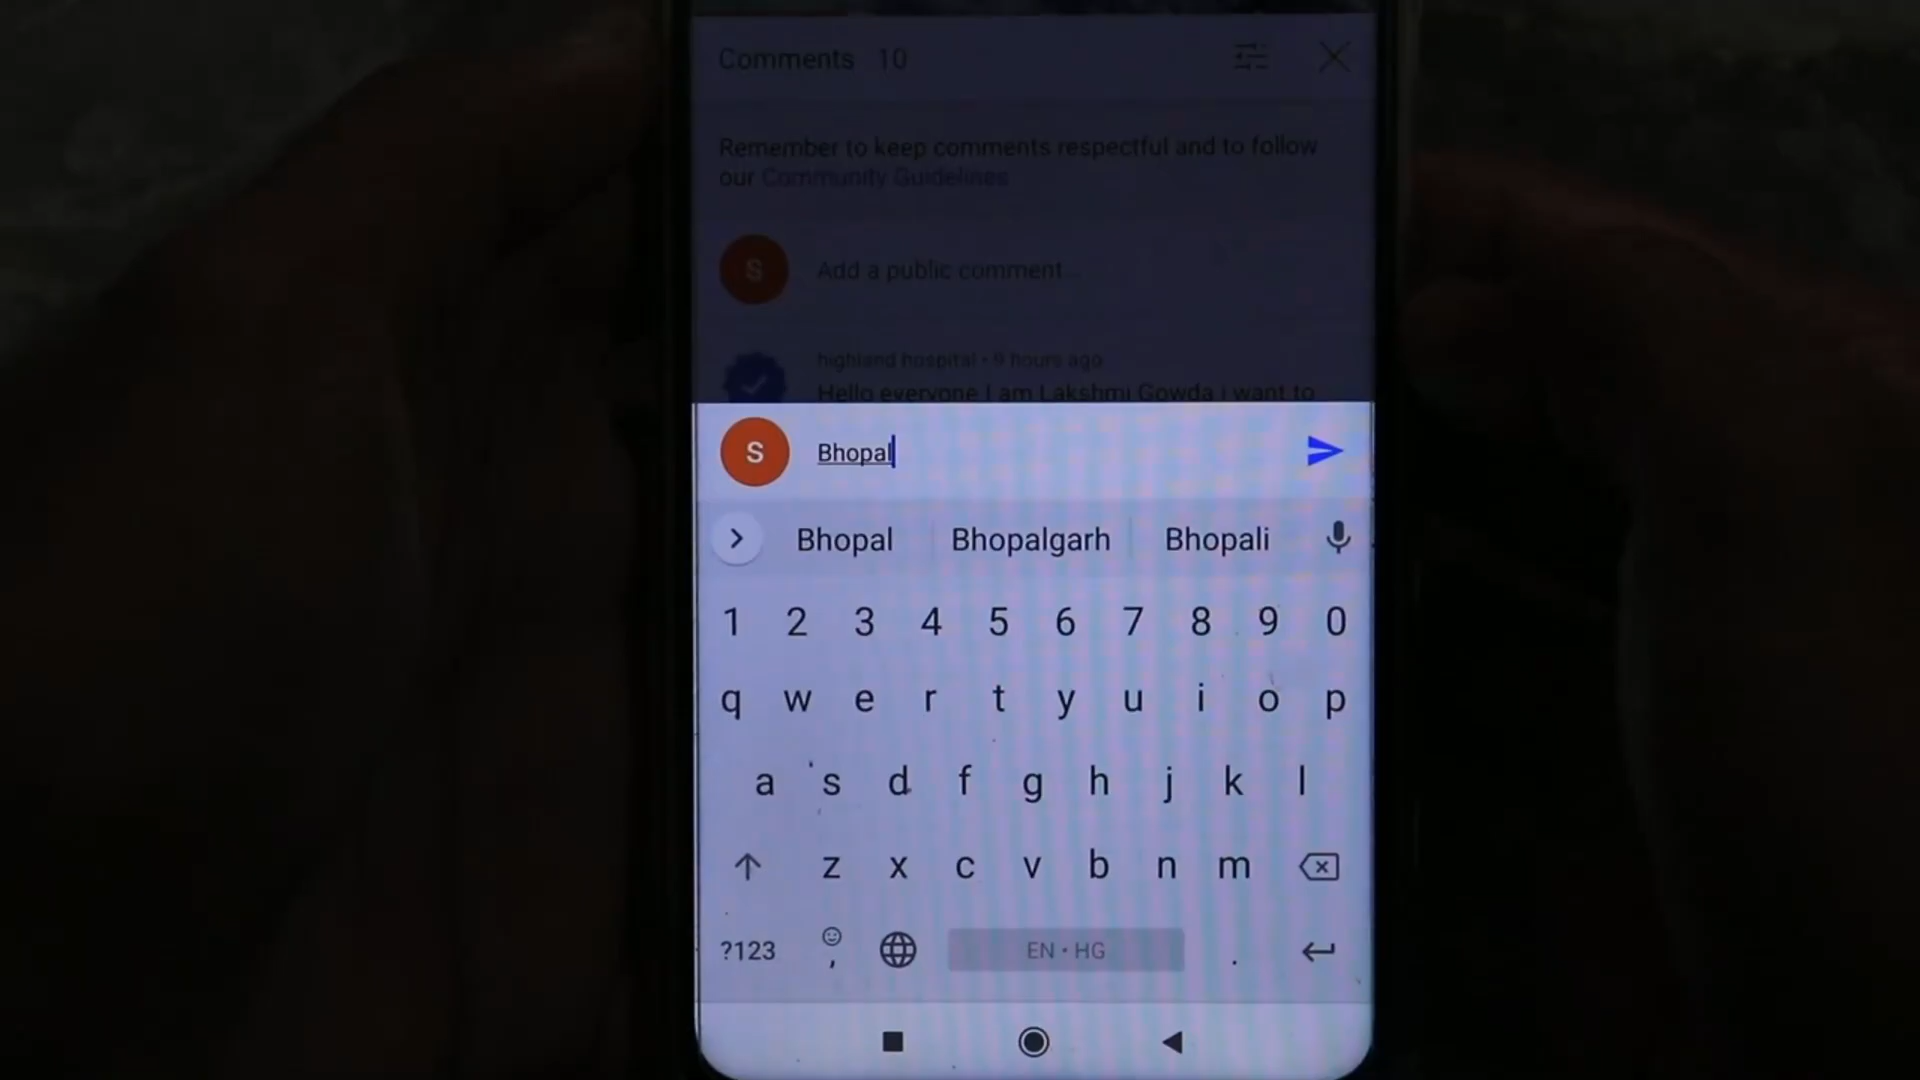 Comments 10
Remember to keep comments respectful and to follow
our Community Guidelines
S Add a public comment...
highland hospital • 9 hours ago
Hello everyone I am Lakshmi Gowda i want to
S Bhopal
Bhopal Bhopalgarh Bhopali
1 2 3 4 5 6 7 8 9 0
q w e r t y u i o p
a s d f g h j k l
z x c v b n m
?123 , EN • HG .